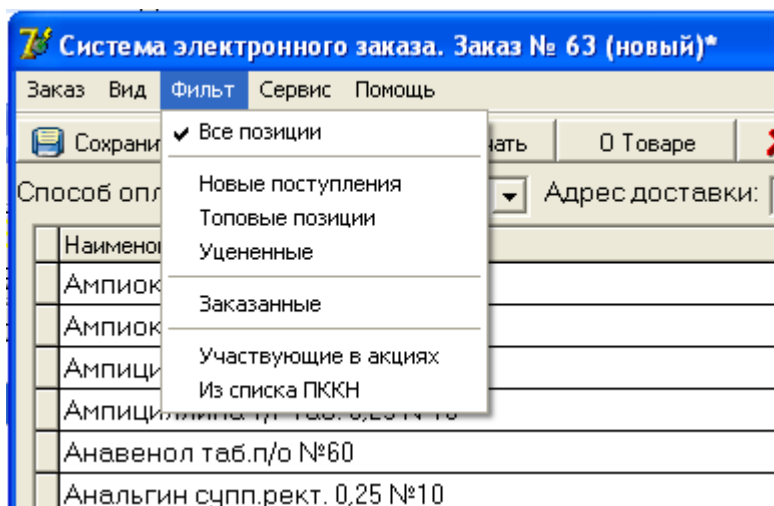 Система электронного заказа. Заказ № 63 (новый)*
Заказ Вид Фильт Сервис Помощь
Сохрани чать О Товаре
Все позиции
Способ опл Адрес доставки:
Новые поступления
Топовые позиции
Уцененные
Заказанные
Участвующие в акциях
Из списка ПККН
Наимено
Ампиок
Ампиок
Ампици
Анавенол таб.п/о №60
Анальгин супп.рект. 0,25 №10